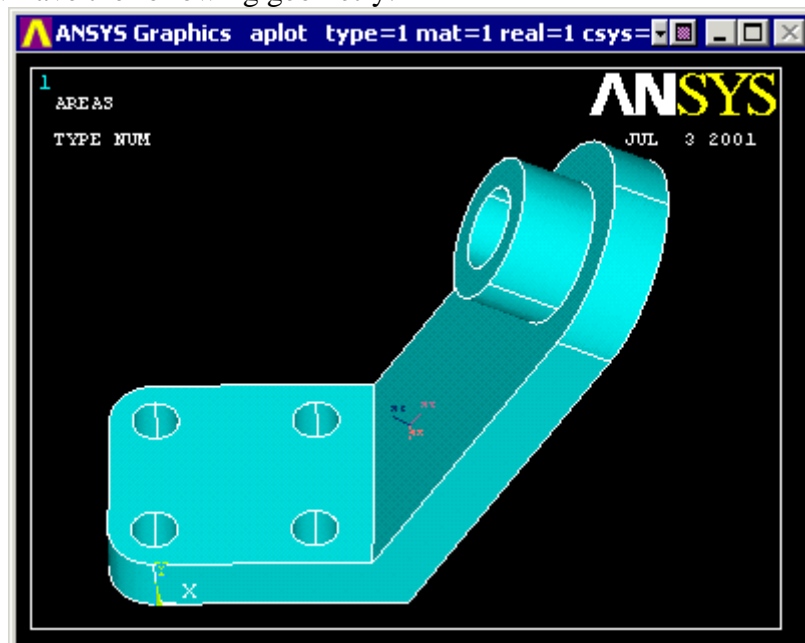 ANSYS Graphics aplot type=1 mat=1 real=1 csys=
1
AREAS
TYPE NUM
ANSYS
JUL 3 2001
Y
X